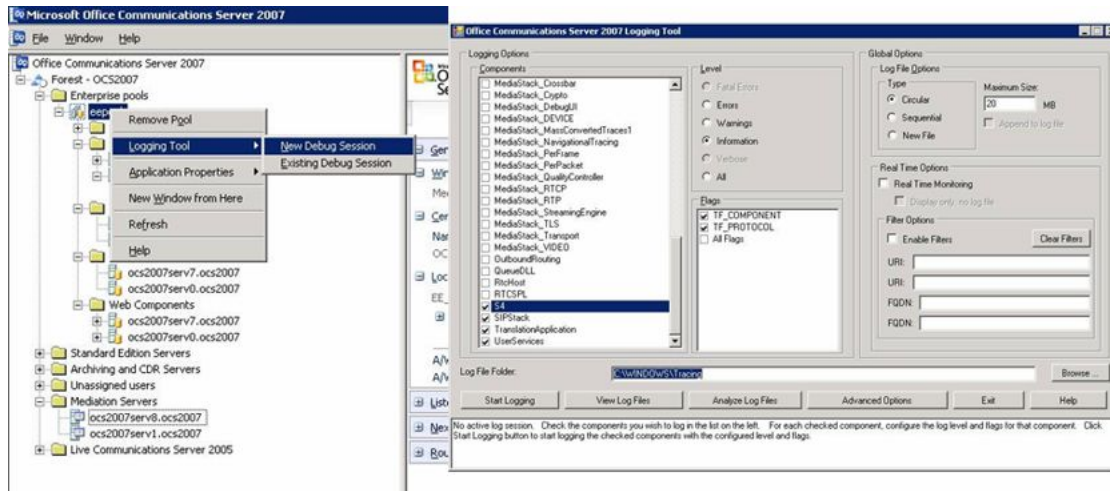 Microsoft Office Communications Server 2007
File Window Help
Office Communications Server 2007
Forest - OCS2007
Enterprise pools
Remove Pool
Logging Tool
New Debug Session
Existing Debug Session
Application Properties
New Window from Here
Refresh
Help
ocs2007serv7.ocs2007
ocs2007serv0.ocs2007
Web Components
ocs2007serv7.ocs2007
ocs2007serv0.ocs2007
Standard Edition Servers
Archiving and CDR Servers
Unassigned users
Mediation Servers
ocs2007serv8.ocs2007
ocs2007serv1.ocs2007
Live Communications Server 2005
Office Communications Server 2007 Logging Tool
Logging Options
Components
MediaStack_Crossbar
MediaStack_Crypto
MediaStack_DebugUI
MediaStack_DEVICE
MediaStack_MassConvertedTraces1
MediaStack_NavigationalTracing
MediaStack_PerFrame
MediaStack_PerPacket
MediaStack_QualityController
MediaStack_RTCP
MediaStack_RTP
MediaStack_StreamingEngine
MediaStack_TLS
MediaStack_Transport
MediaStack_VIDEO
OutboundRouting
QueueDLL
RtcHost
RTCSPL
S4
SIPStack
TranslationApplication
UserServices
Level
Fatal Errors
Errors
Warnings
Information
Verbose
All
Flags
TF_COMPONENT
TF_PROTOCOL
All Flags
Global Options
Log File Options
Type
Circular
Sequential
New File
Maximum Size:
20 MB
Append to log file
Real Time Options
Real Time Monitoring
Display only, no log file
Filter Options
Enable Filters
Clear Filters
URI:
URI:
FQDN:
FQDN:
Log File Folder:
C:\WINDOWS\Tracing
Browse ...
Start Logging
View Log Files
Analyze Log Files
Advanced Options
Exit
Help
No active log session. Check the components you wish to log in the list on the left. For each checked component, configure the log level and flags for that component. Click
Start Logging button to start logging the checked components with the configured level and flags.